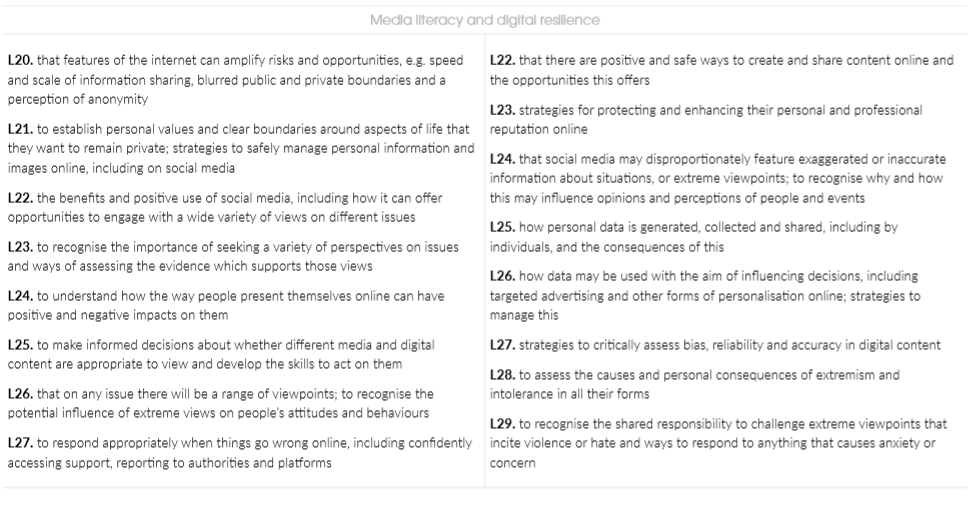 Media literacy and digital resilience
L20. that features of the internet can amplify risks and opportunities, e.g. speed
and scale of information sharing, blurred public and private boundaries and a
perception of anonymity
L21. to establish personal values and clear boundaries around aspects of life that
they want to remain private; strategies to safely manage personal information and
images online, including on social media
L22. the benefits and positive use of social media, including how it can offer
opportunities to engage with a wide variety of views on different issues
L23. to recognise the importance of seeking a variety of perspectives on issues
and ways of assessing the evidence which supports those views
L24. to understand how the way people present themselves online can have
positive and negative impacts on them
L25. to make informed decisions about whether different media and digital
content are appropriate to view and develop the skills to act on them
L26. that on any issue there will be a range of viewpoints; to recognise the
potential influence of extreme views on people's attitudes and behaviours
L27. to respond appropriately when things go wrong online, including confidently
accessing support, reporting to authorities and platforms
L22. that there are positive and safe ways to create and share content online and
the opportunities this offers
L23. strategies for protecting and enhancing their personal and professional
reputation online
L24. that social media may disproportionately feature exaggerated or inaccurate
information about situations, or extreme viewpoints; to recognise why and how
this may influence opinions and perceptions of people and events
L25. how personal data is generated, collected and shared, including by
individuals, and the consequences of this
L26. how data may be used with the aim of influencing decisions, including
targeted advertising and other forms of personalisation online; strategies to
manage this
L27. strategies to critically assess bias, reliability and accuracy in digital content
L28. to assess the causes and personal consequences of extremism and
intolerance in all their forms
L29. to recognise the shared responsibility to challenge extreme viewpoints that
incite violence or hate and ways to respond to anything that causes anxiety or
concern